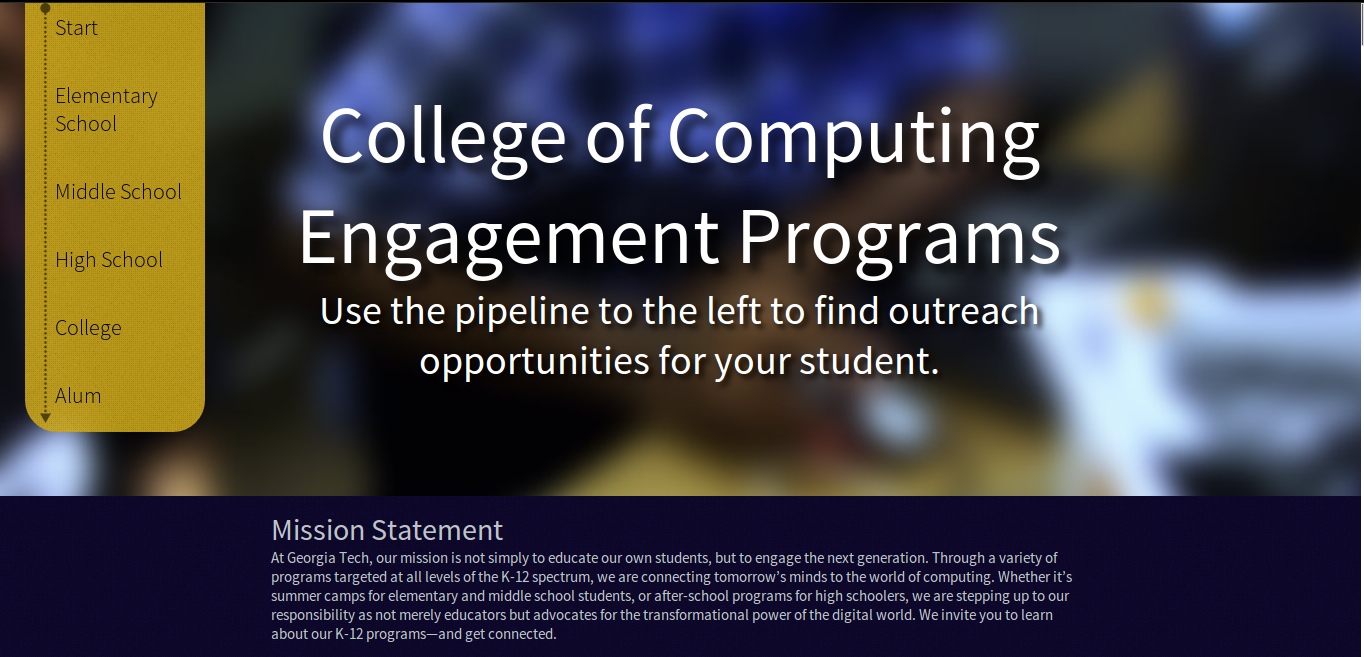 Start
Elementary
School
Middle School
High School
College
Alum
College of Computing
Engagement Programs
Use the pipeline to the left to find outreach
opportunities for your student.
Mission Statement
At Georgia Tech, our mission is not simply to educate our own students, but to engage the next generation. Through a variety of
programs targeted at all levels of the K-12 spectrum, we are connecting tomorrow’s minds to the world of computing. Whether it’s
summer camps for elementary and middle school students, or after-school programs for high schoolers, we are stepping up to our
responsibility as not merely educators but advocates for the transformational power of the digital world. We invite you to learn
about our K-12 programs—and get connected.